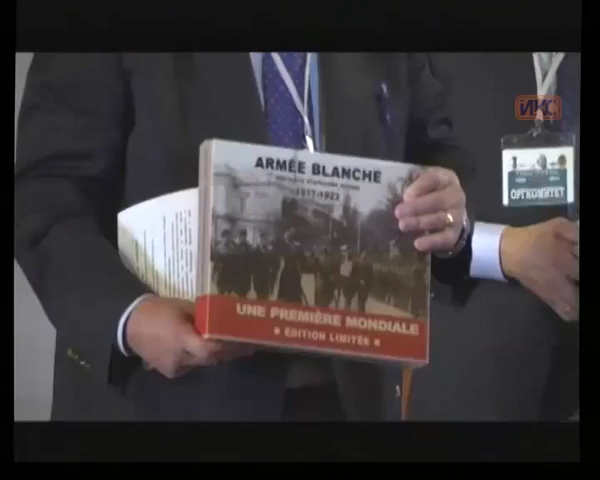 ИКС
ARMÉE BLANCHE
1917-1922
UNE PREMIÈRE MONDIALE
ÉDITION LIMITÉE
ОРГКОМИТЕТ